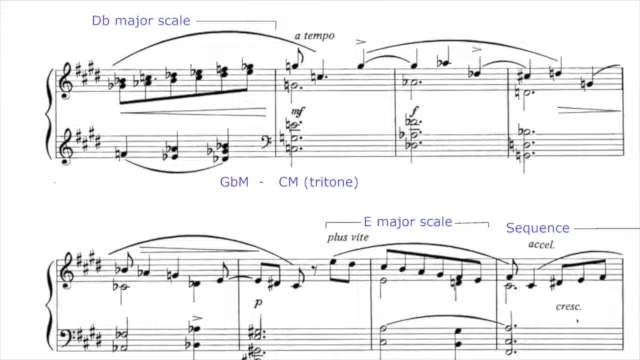 Db major scale
a tempo
mf
f
GbM - CM (tritone)
E major scale
Sequence
plus vite
accel.
p
cresc.